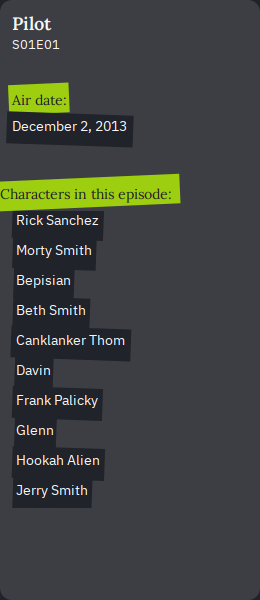 Pilot
S01E01
Air date:
December 2, 2013
Characters in this episode:
Rick Sanchez
Morty Smith
Bepisian
Beth Smith
Canklanker Thom
Davin
Frank Palicky
Glenn
Hookah Alien
Jerry Smith